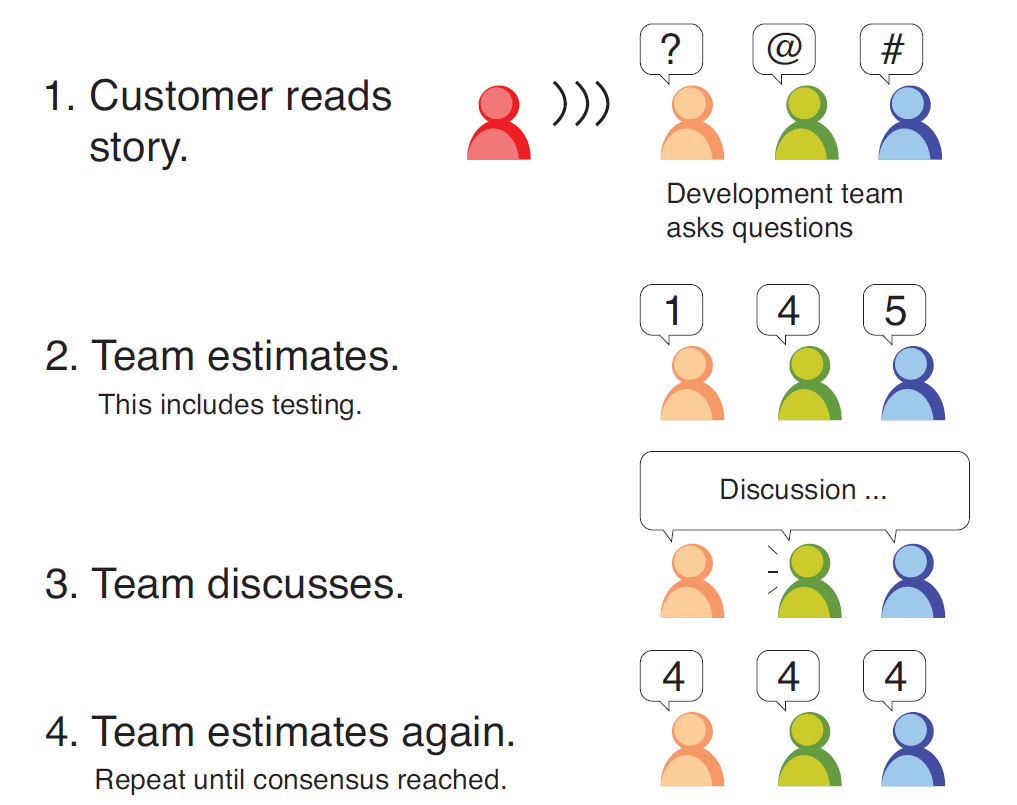 ? @ #
1. Customer reads
story.
Development team
asks questions
1 4 5
2. Team estimates.
This includes testing.
Discussion ...
3. Team discusses.
4 4 4
4. Team estimates again.
Repeat until consensus reached.